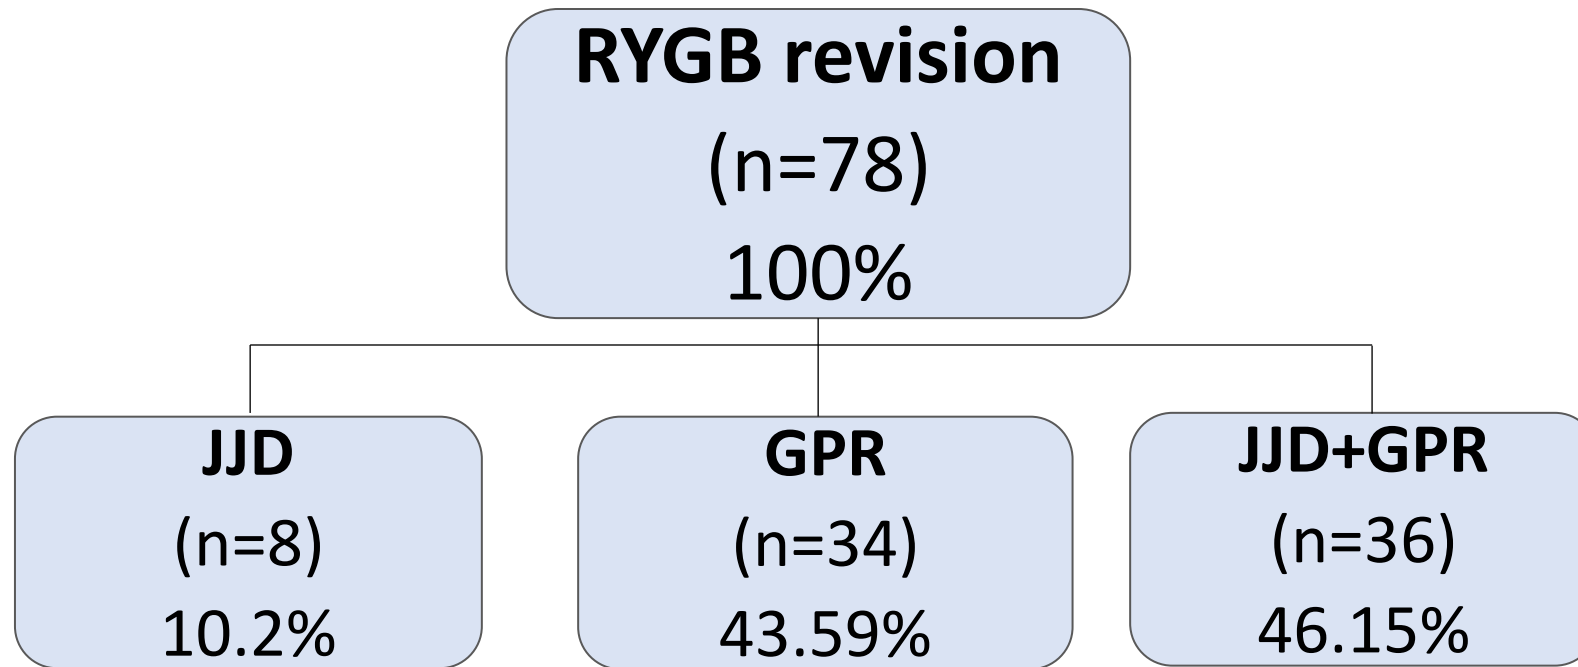 RYGB revision
(n=78)
100%
JJD
(n=8)
10.2%
GPR
(n=34)
43.59%
JJD+GPR
(n=36)
46.15%